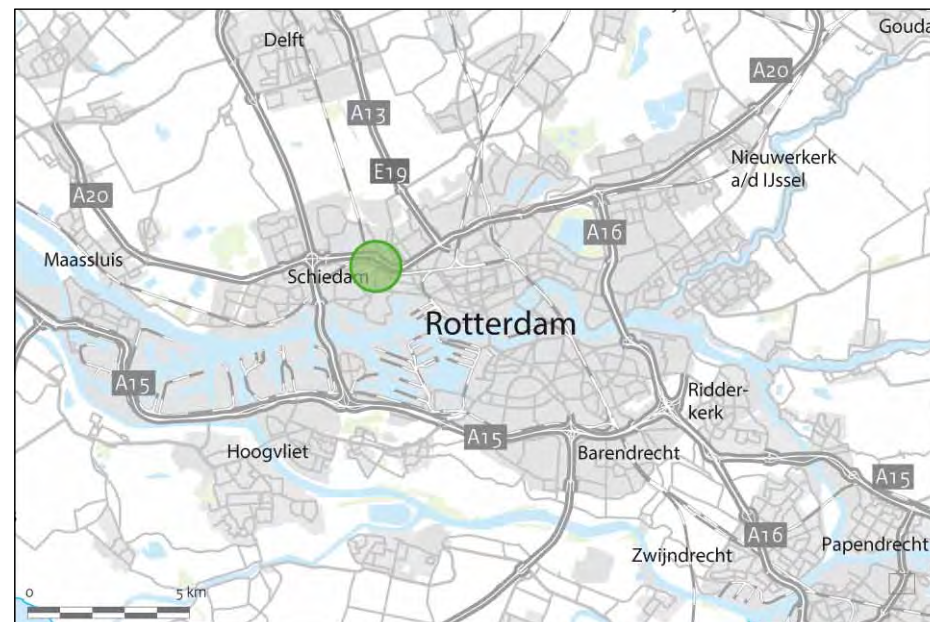 Delft
Gouda
A20
A13
E19
Nieuwerkerk
a/d IJssel
A20
A16
Maassluis
Schiedam
Rotterdam
A15
Ridder-
kerk
A15
Hoogvliet
Barendrecht
A15
A16
Zwijndrecht
Papendrecht
0 5 km